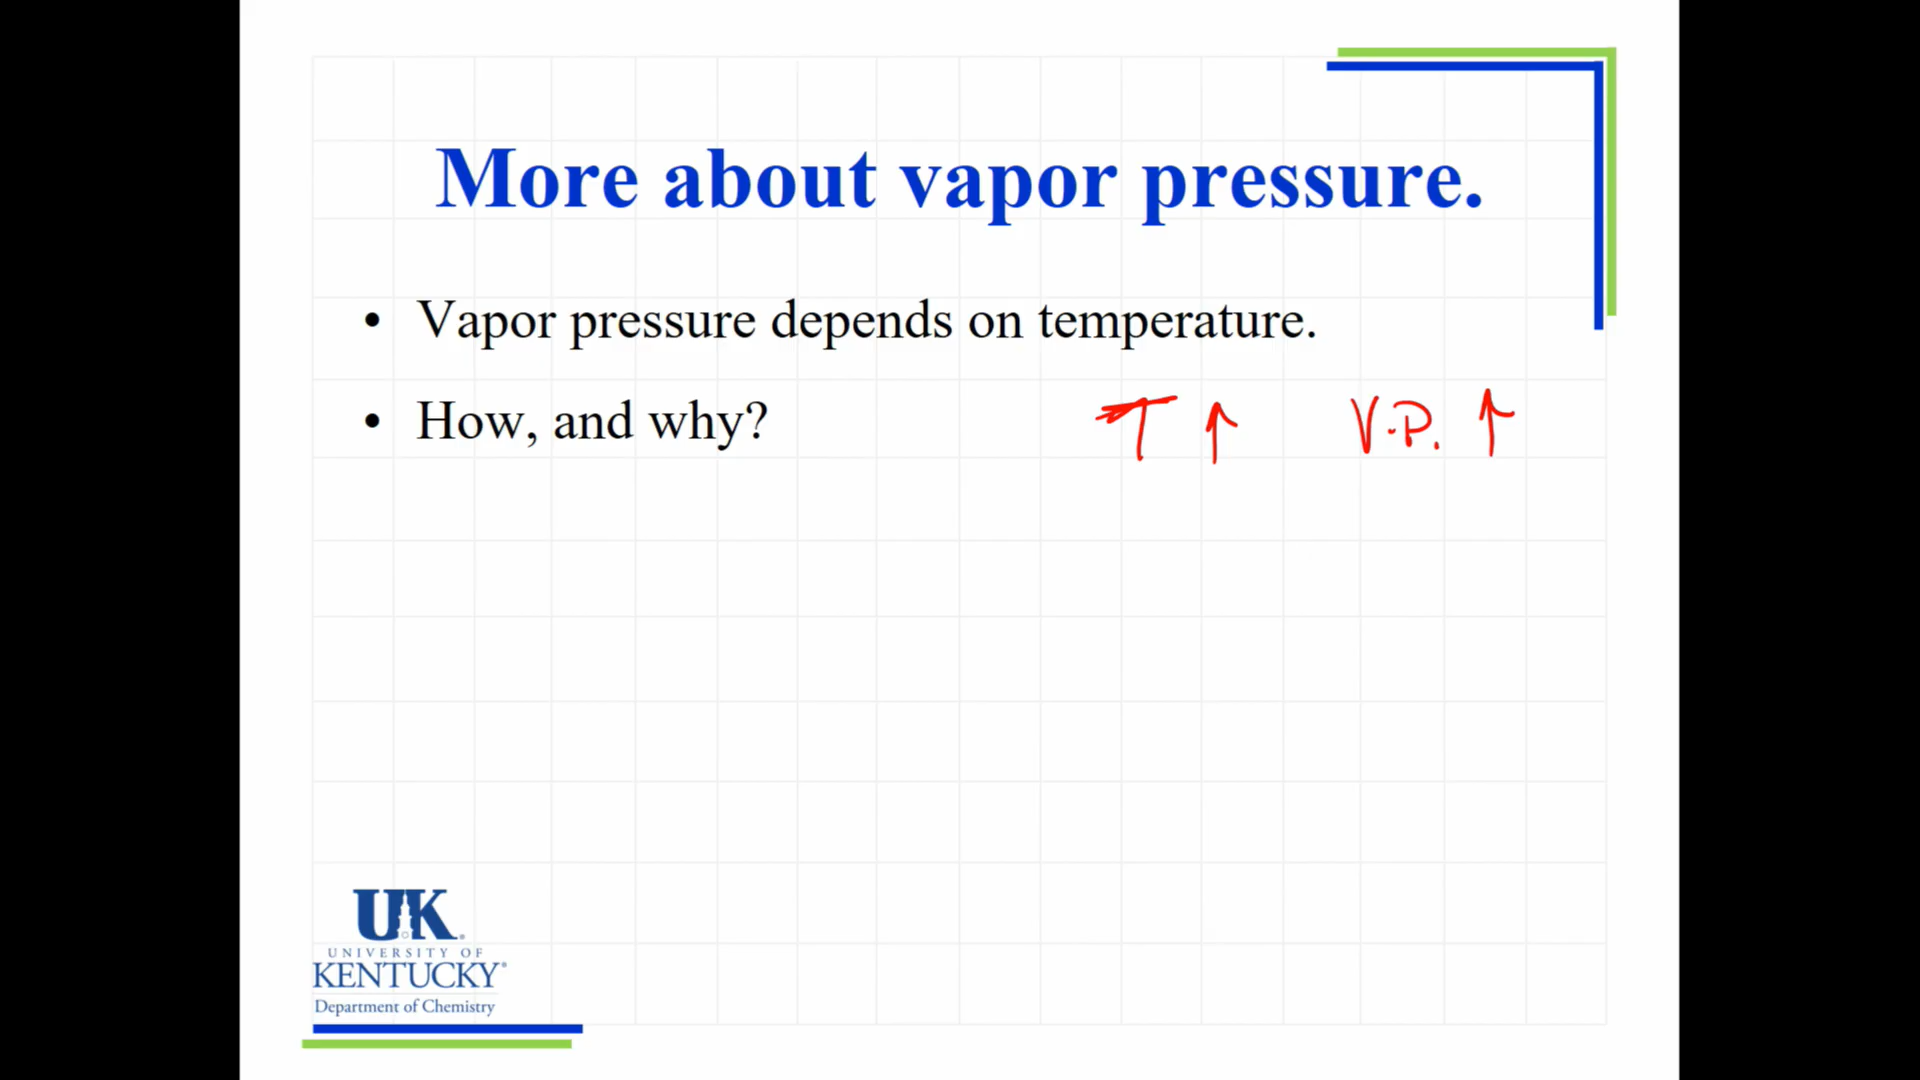 More about vapor pressure.
• Vapor pressure depends on temperature.
• How, and why? T ↑ V.P. ↑
UK®
UNIVERSITY OF
KENTUCKY®
Department of Chemistry